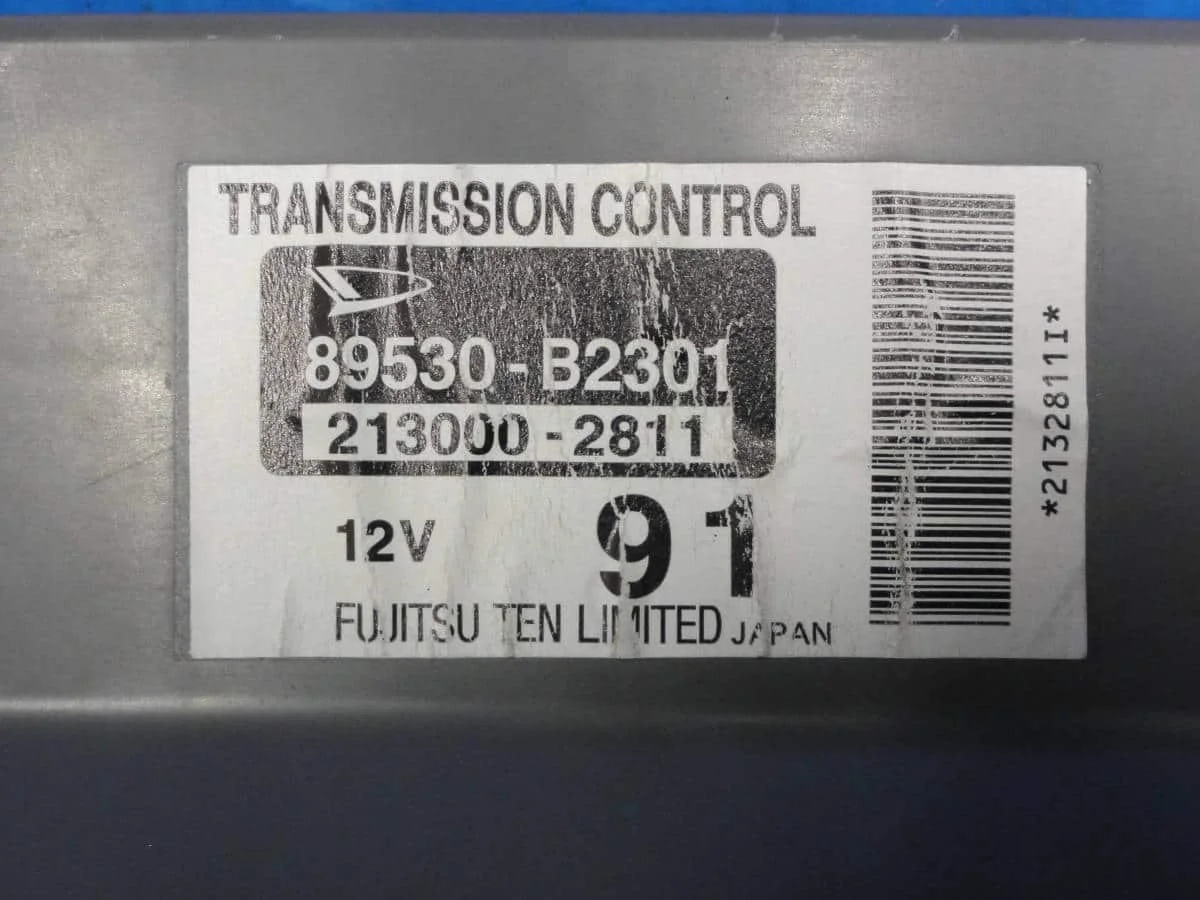 TRANSMISSION CONTROL
89530-B2301
213000-2811
12V 91
FUJITSU TEN LIMITED JAPAN
*2132811I*